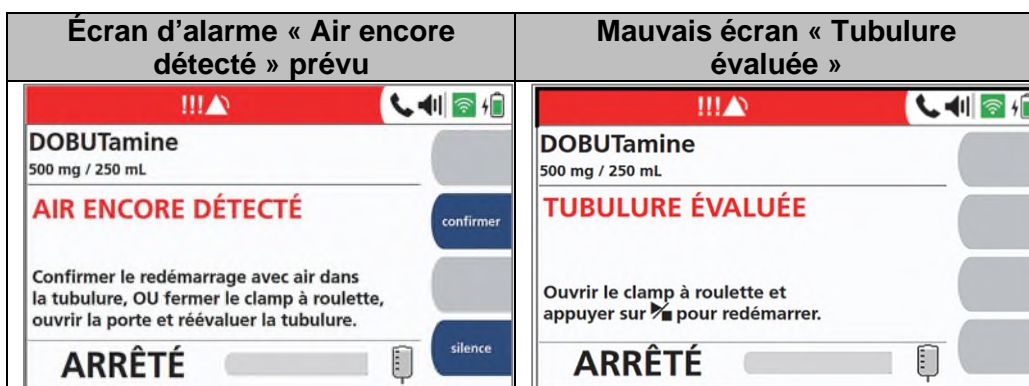 Écran d’alarme « Air encore
détecté » prévu
Mauvais écran « Tubulure
évaluée »
!!!
DOBUTamine
500 mg / 250 mL
AIR ENCORE DÉTECTÉ
confirmer
Confirmer le redémarrage avec air dans
la tubulure, OU fermer le clamp à roulette,
ouvrir la porte et réévaluer la tubulure.
silence
ARRÊTÉ
!!!
DOBUTamine
500 mg / 250 mL
TUBULURE ÉVALUÉE
Ouvrir le clamp à roulette et
appuyer sur pour redémarrer.
ARRÊTÉ